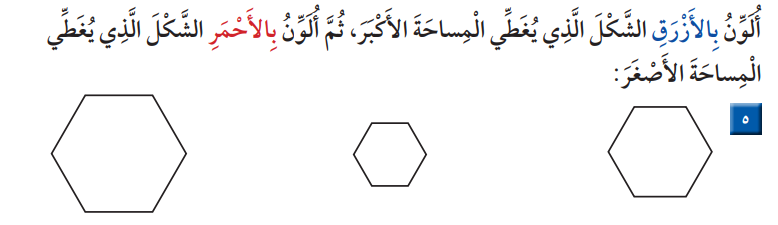 أُلَوِّنُ بِالأَزْرَقِ الشَّكْلَ الَّذِي يُغَطِّي الْمِساحَةَ الأَكْبَرَ، ثُمَّ أُلَوِّنُ بِالأَحْمَرِ الشَّكْلَ الَّذِي يُغَطِّي
الْمِساحَةَ الأَصْغَرَ:
٥